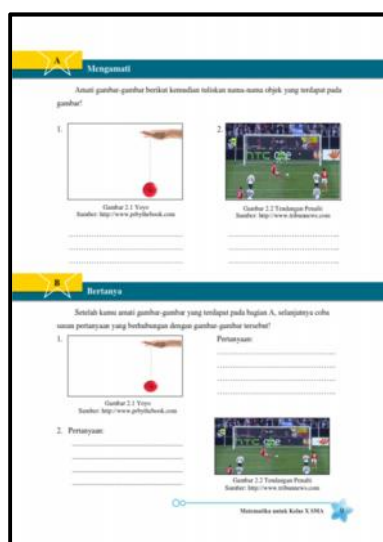 A
Mengamati
Amati gambar-gambar berikut kemudian tuliskan nama-nama objek yang terdapat pada
gambar!
1.
2.
Gambar 2.1 Yoyo
Sumber: http://www.prbythebook.com
Gambar 2.2 Tendangan Penalti
Sumber: http://www.tribunnews.com
B
Bertanya
Setelah kamu amati gambar-gambar yang terdapat pada bagian A, selanjutnya coba
susun pertanyaan yang berhubungan dengan gambar-gambar tersebut!
1.
Pertanyaan:
Gambar 2.1 Yoyo
Sumber: http://www.prbythebook.com
2. Pertanyaan:
Gambar 2.2 Tendangan Penalti
Sumber: http://www.tribunnews.com
Matematika untuk Kelas X SMA